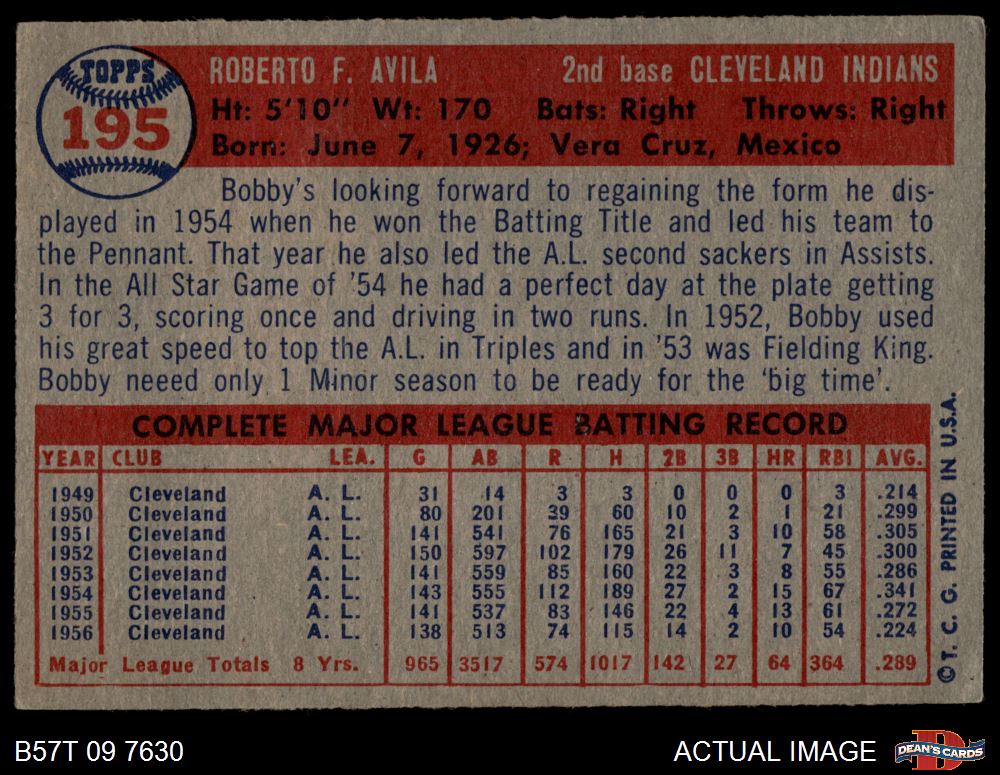 TOPPS
195
ROBERTO F. AVILA 2nd base CLEVELAND INDIANS
Ht: 5'10" Wt: 170 Bats: Right Throws: Right
Born: June 7, 1926; Vera Cruz, Mexico
Bobby's looking forward to regaining the form he dis-
played in 1954 when he won the Batting Title and led his team to
the Pennant. That year he also led the A.L. second sackers in Assists.
In the All Star Game of '54 he had a perfect day at the plate getting
3 for 3, scoring once and driving in two runs. In 1952, Bobby used
his great speed to top the A.L. in Triples and in '53 was Fielding King.
Bobby neeed only 1 Minor season to be ready for the 'big time'.
COMPLETE MAJOR LEAGUE BATTING RECORD
YEAR CLUB LEA. G AB R H 2B 3B HR RBI AVG.
1949 Cleveland A. L. 31 14 3 3 0 0 0 3 .214
1950 Cleveland A. L. 80 201 39 60 10 2 1 21 .299
1951 Cleveland A. L. 141 541 76 165 21 3 10 58 .305
1952 Cleveland A. L. 150 597 102 179 26 11 7 45 .300
1953 Cleveland A. L. 141 559 85 160 22 3 8 55 .286
1954 Cleveland A. L. 143 555 112 189 27 2 15 67 .341
1955 Cleveland A. L. 141 537 83 146 22 4 13 61 .272
1956 Cleveland A. L. 138 513 74 115 14 2 10 54 .224
Major League Totals 8 Yrs. 965 3517 574 1017 142 27 64 364 .289
©T. C. G. PRINTED IN U.S.A.
B57T 09 7630
ACTUAL IMAGE
D
DEAN'S CARDS